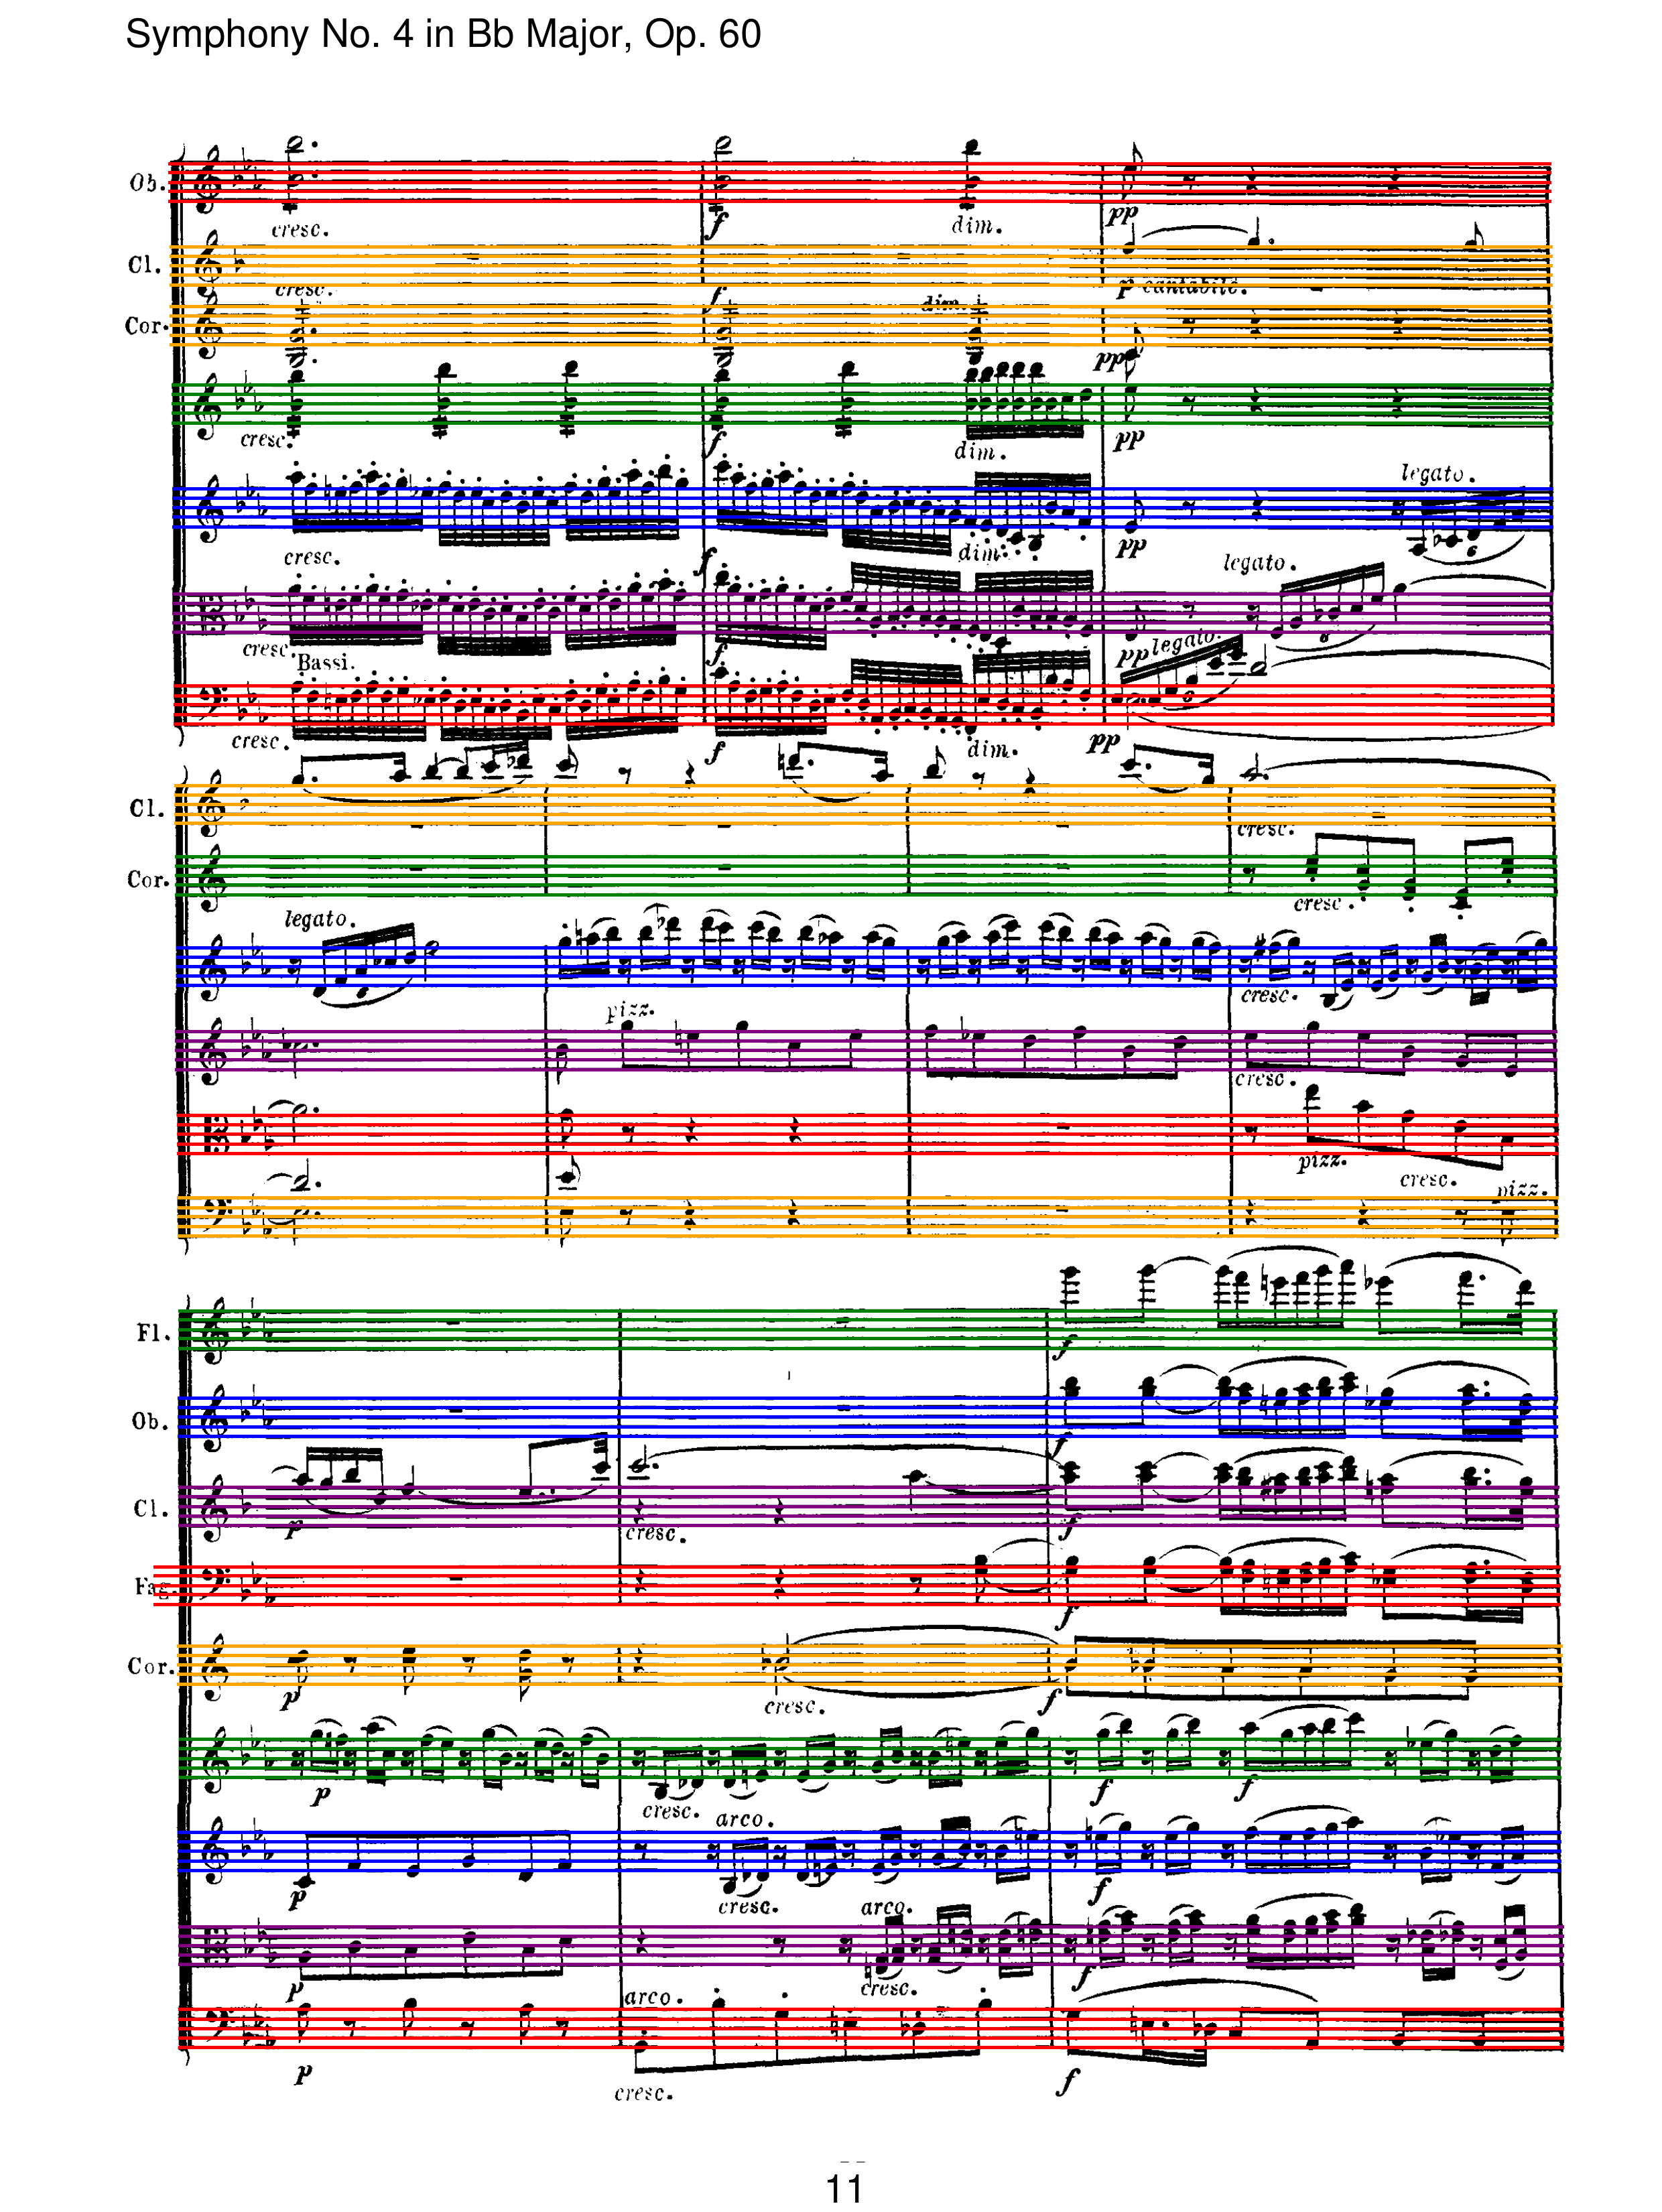 Symphony No. 4 in Bb Major, Op. 60
Ob.
cresc.
f
dim.
pp
Cl.
cresc.
f
p cantabile.
Cor.
dim.
pp
cresc.
f
dim.
pp
legato.
cresc.
f
dim.
pp
legato.
cresc.
f
pp legato.
6
Bassi.
6
cresc.
f
dim.
pp
Cl.
cresc.
Cor.
cresc.
legato.
6
cresc.
pizz.
cresc.
pizz.
cresc.
pizz.
Fl.
f
Ob.
f
Cl.
p
cresc.
f
Fag.
f
Cor.
p
cresc.
f
p
cresc.
f
f
arco.
p
cresc.
f
arco.
p
cresc.
f
arco.
p
cresc.
f
11